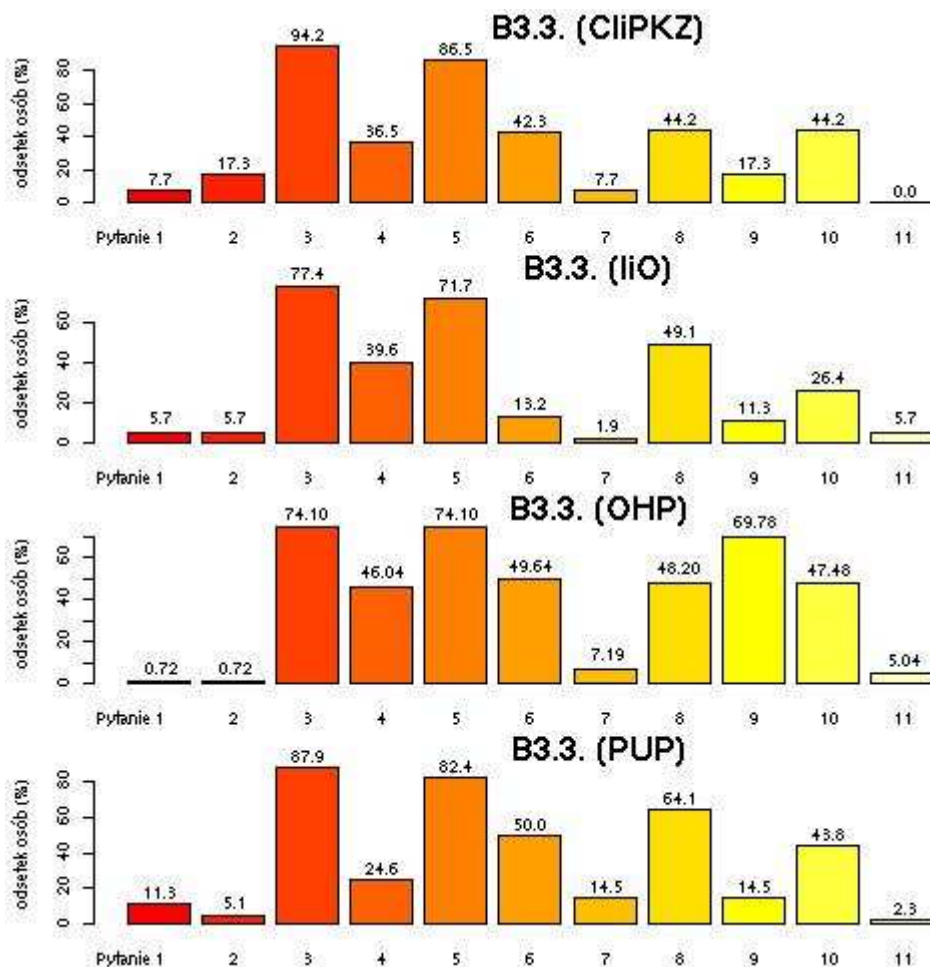 B3.3. (CIiPKZ)
odsetek osób (%)
80
60
40
20
0
7.7 17.3 94.2 36.5 86.5 42.3 7.7 44.2 17.3 44.2 0.0
Pytanie 1 2 3 4 5 6 7 8 9 10 11
B3.3. (IiO)
odsetek osób (%)
60
40
20
0
5.7 5.7 77.4 39.6 71.7 13.2 1.9 49.1 11.3 26.4 5.7
Pytanie 1 2 3 4 5 6 7 8 9 10 11
B3.3. (OHP)
odsetek osób (%)
60
40
20
0
0.72 0.72 74.10 46.04 74.10 49.64 7.19 48.20 69.78 47.48 5.04
Pytanie 1 2 3 4 5 6 7 8 9 10 11
B3.3. (PUP)
odsetek osób (%)
80
60
40
20
0
11.3 5.1 87.9 24.6 82.4 50.0 14.5 64.1 14.5 43.8 2.3
Pytanie 1 2 3 4 5 6 7 8 9 10 11